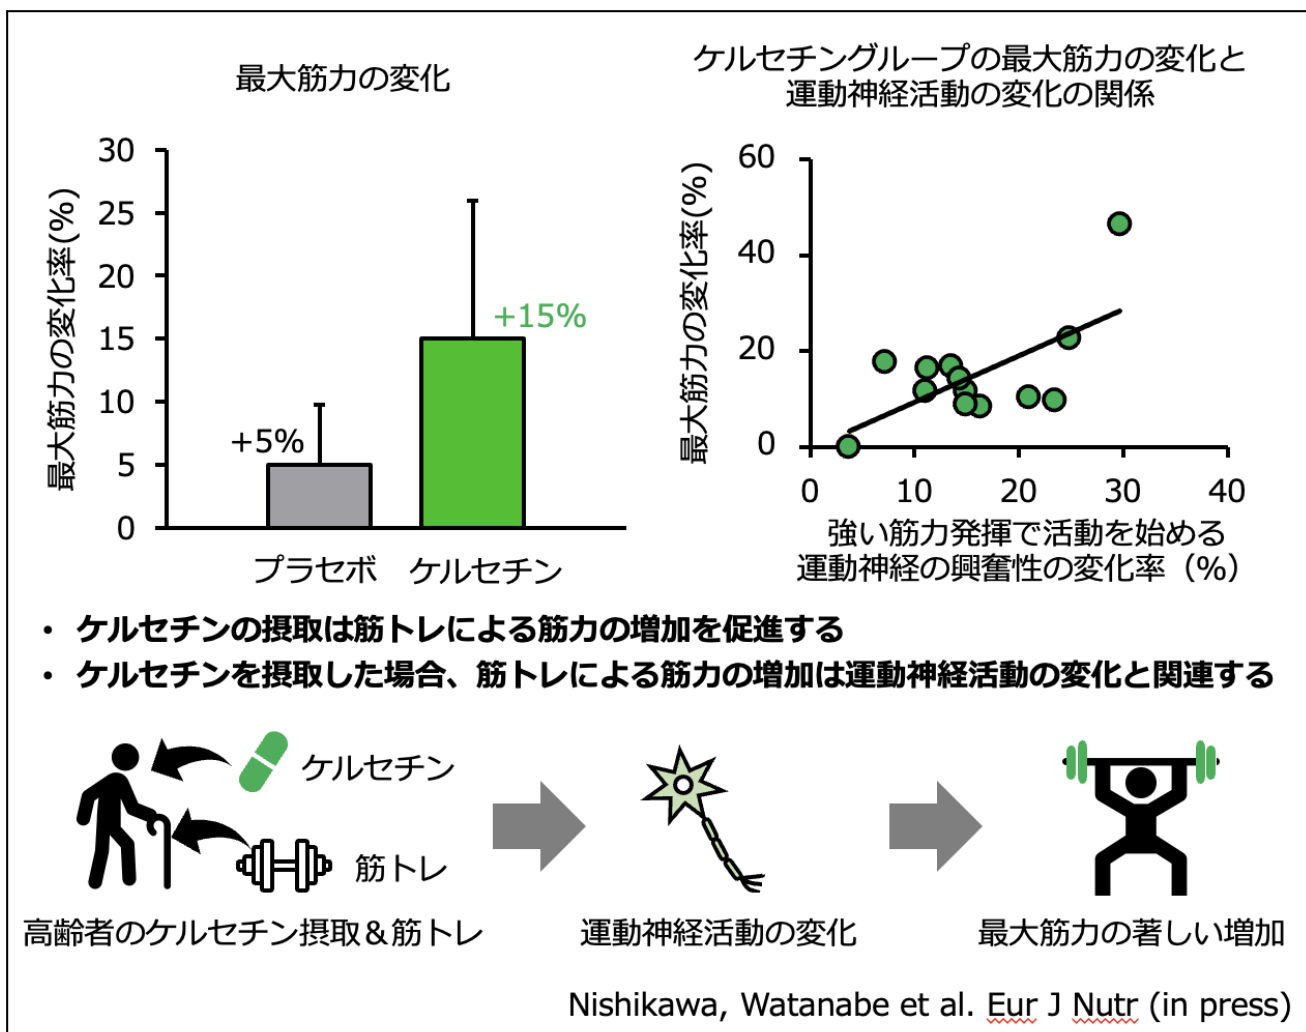 最大筋力の変化
最大筋力の変化率(%)
30
25
20
15
10
5
0
+5%
+15%
プラセボ
ケルセチン
ケルセチングループの最大筋力の変化と
運動神経活動の変化の関係
最大筋力の変化率(%)
60
40
20
0
0 10 20 30 40
強い筋力発揮で活動を始める
運動神経の興奮性の変化率（%）
• ケルセチンの摂取は筋トレによる筋力の増加を促進する
• ケルセチンを摂取した場合、筋トレによる筋力の増加は運動神経活動の変化と関連する
ケルセチン
筋トレ
高齢者のケルセチン摂取＆筋トレ
運動神経活動の変化
最大筋力の著しい増加
Nishikawa, Watanabe et al. Eur J Nutr (in press)